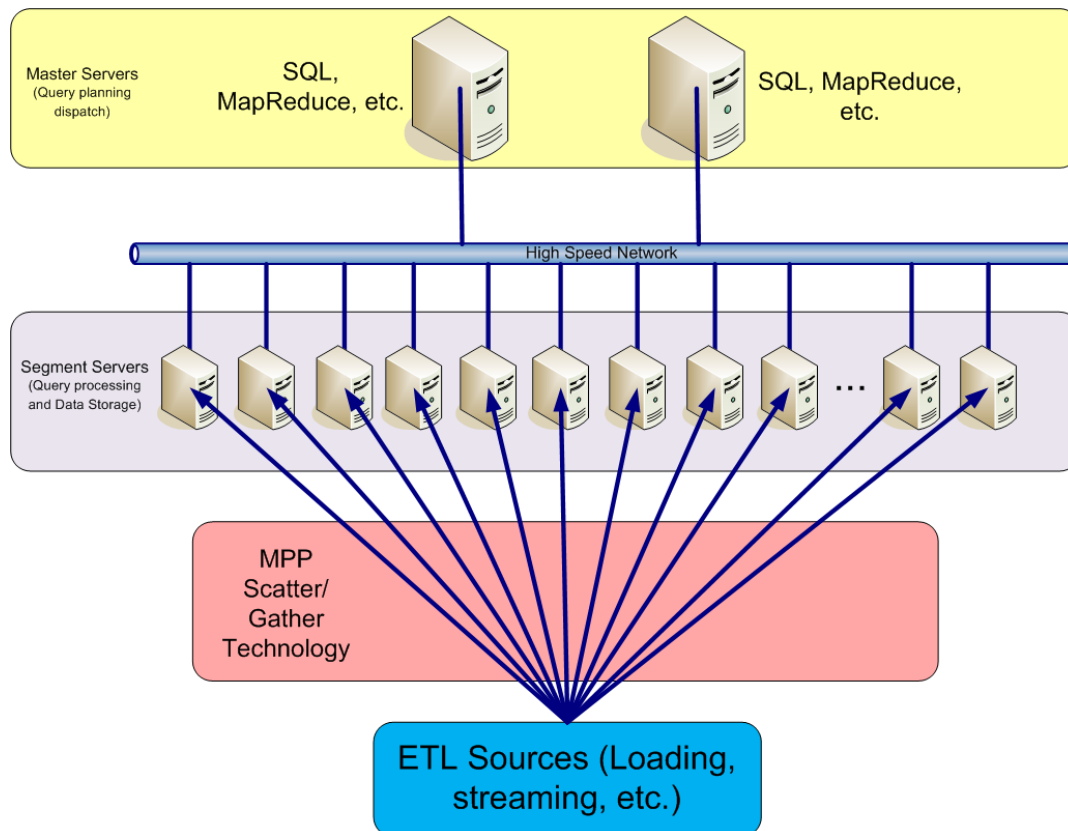 Master Servers
(Query planning
dispatch)
SQL,
MapReduce, etc.
SQL, MapReduce,
etc.
High Speed Network
Segment Servers
(Query processing
and Data Storage)
...
MPP
Scatter/
Gather
Technology
ETL Sources (Loading,
streaming, etc.)